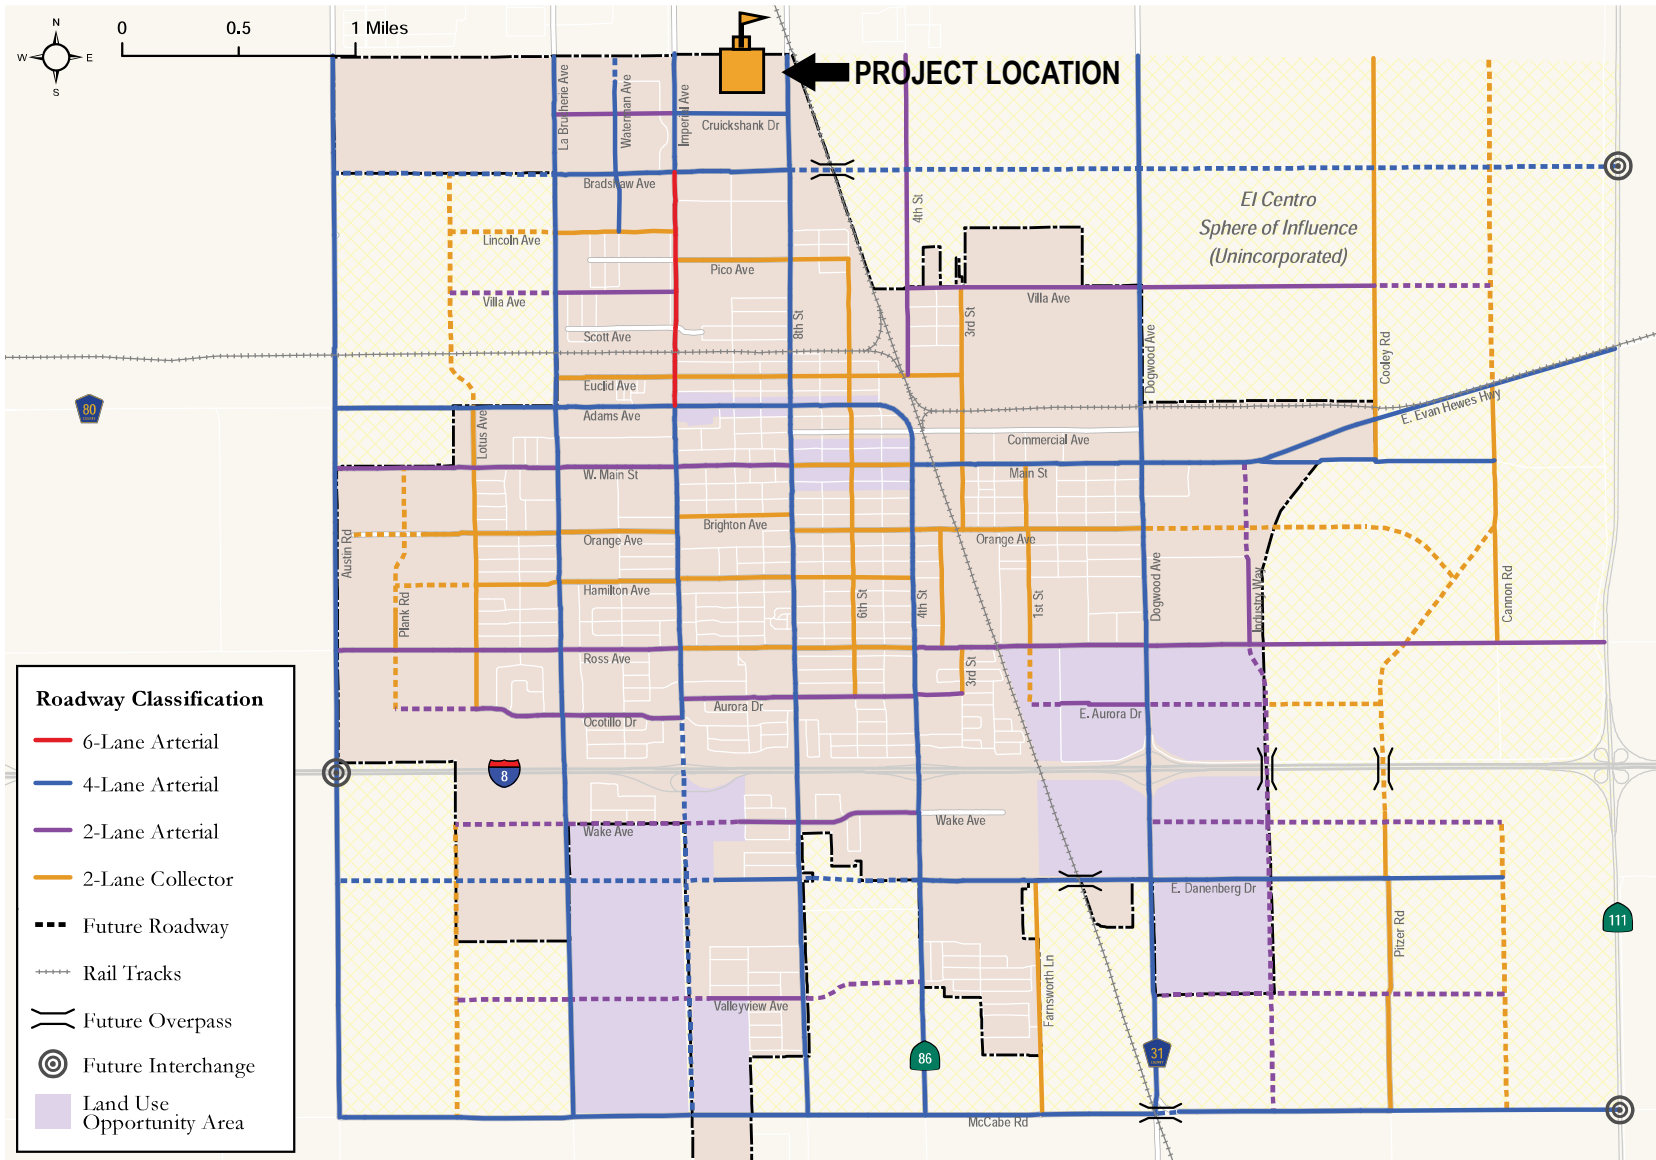 N
W
E
S
0
0.5
1 Miles
PROJECT LOCATION
La Brucherie Ave
Waterman Ave
Imperial Ave
Cruickshank Dr
Bradshaw Ave
4th St
El Centro
Sphere of Influence
(Unincorporated)
Lincoln Ave
Pico Ave
Villa Ave
Villa Ave
Scott Ave
8th St
3rd St
Dogwood Ave
Cooley Rd
Euclid Ave
80
Adams Ave
Lotus Ave
Commercial Ave
E. Evan Hewes Hwy
W. Main St
Main St
Brighton Ave
Orange Ave
Orange Ave
Austin Rd
Hamilton Ave
Plank Rd
6th St
4th St
1st St
Dogwood Ave
Industry Way
Cannon Rd
Ross Ave
3rd St
Aurora Dr
Ocotillo Dr
E. Aurora Dr
8
Wake Ave
Wake Ave
E. Danenberg Dr
111
Pitzer Rd
Farnsworth Ln
Valleyview Ave
86
31
McCabe Rd
Roadway Classification
6-Lane Arterial
4-Lane Arterial
2-Lane Arterial
2-Lane Collector
Future Roadway
Rail Tracks
Future Overpass
Future Interchange
Land Use
Opportunity Area